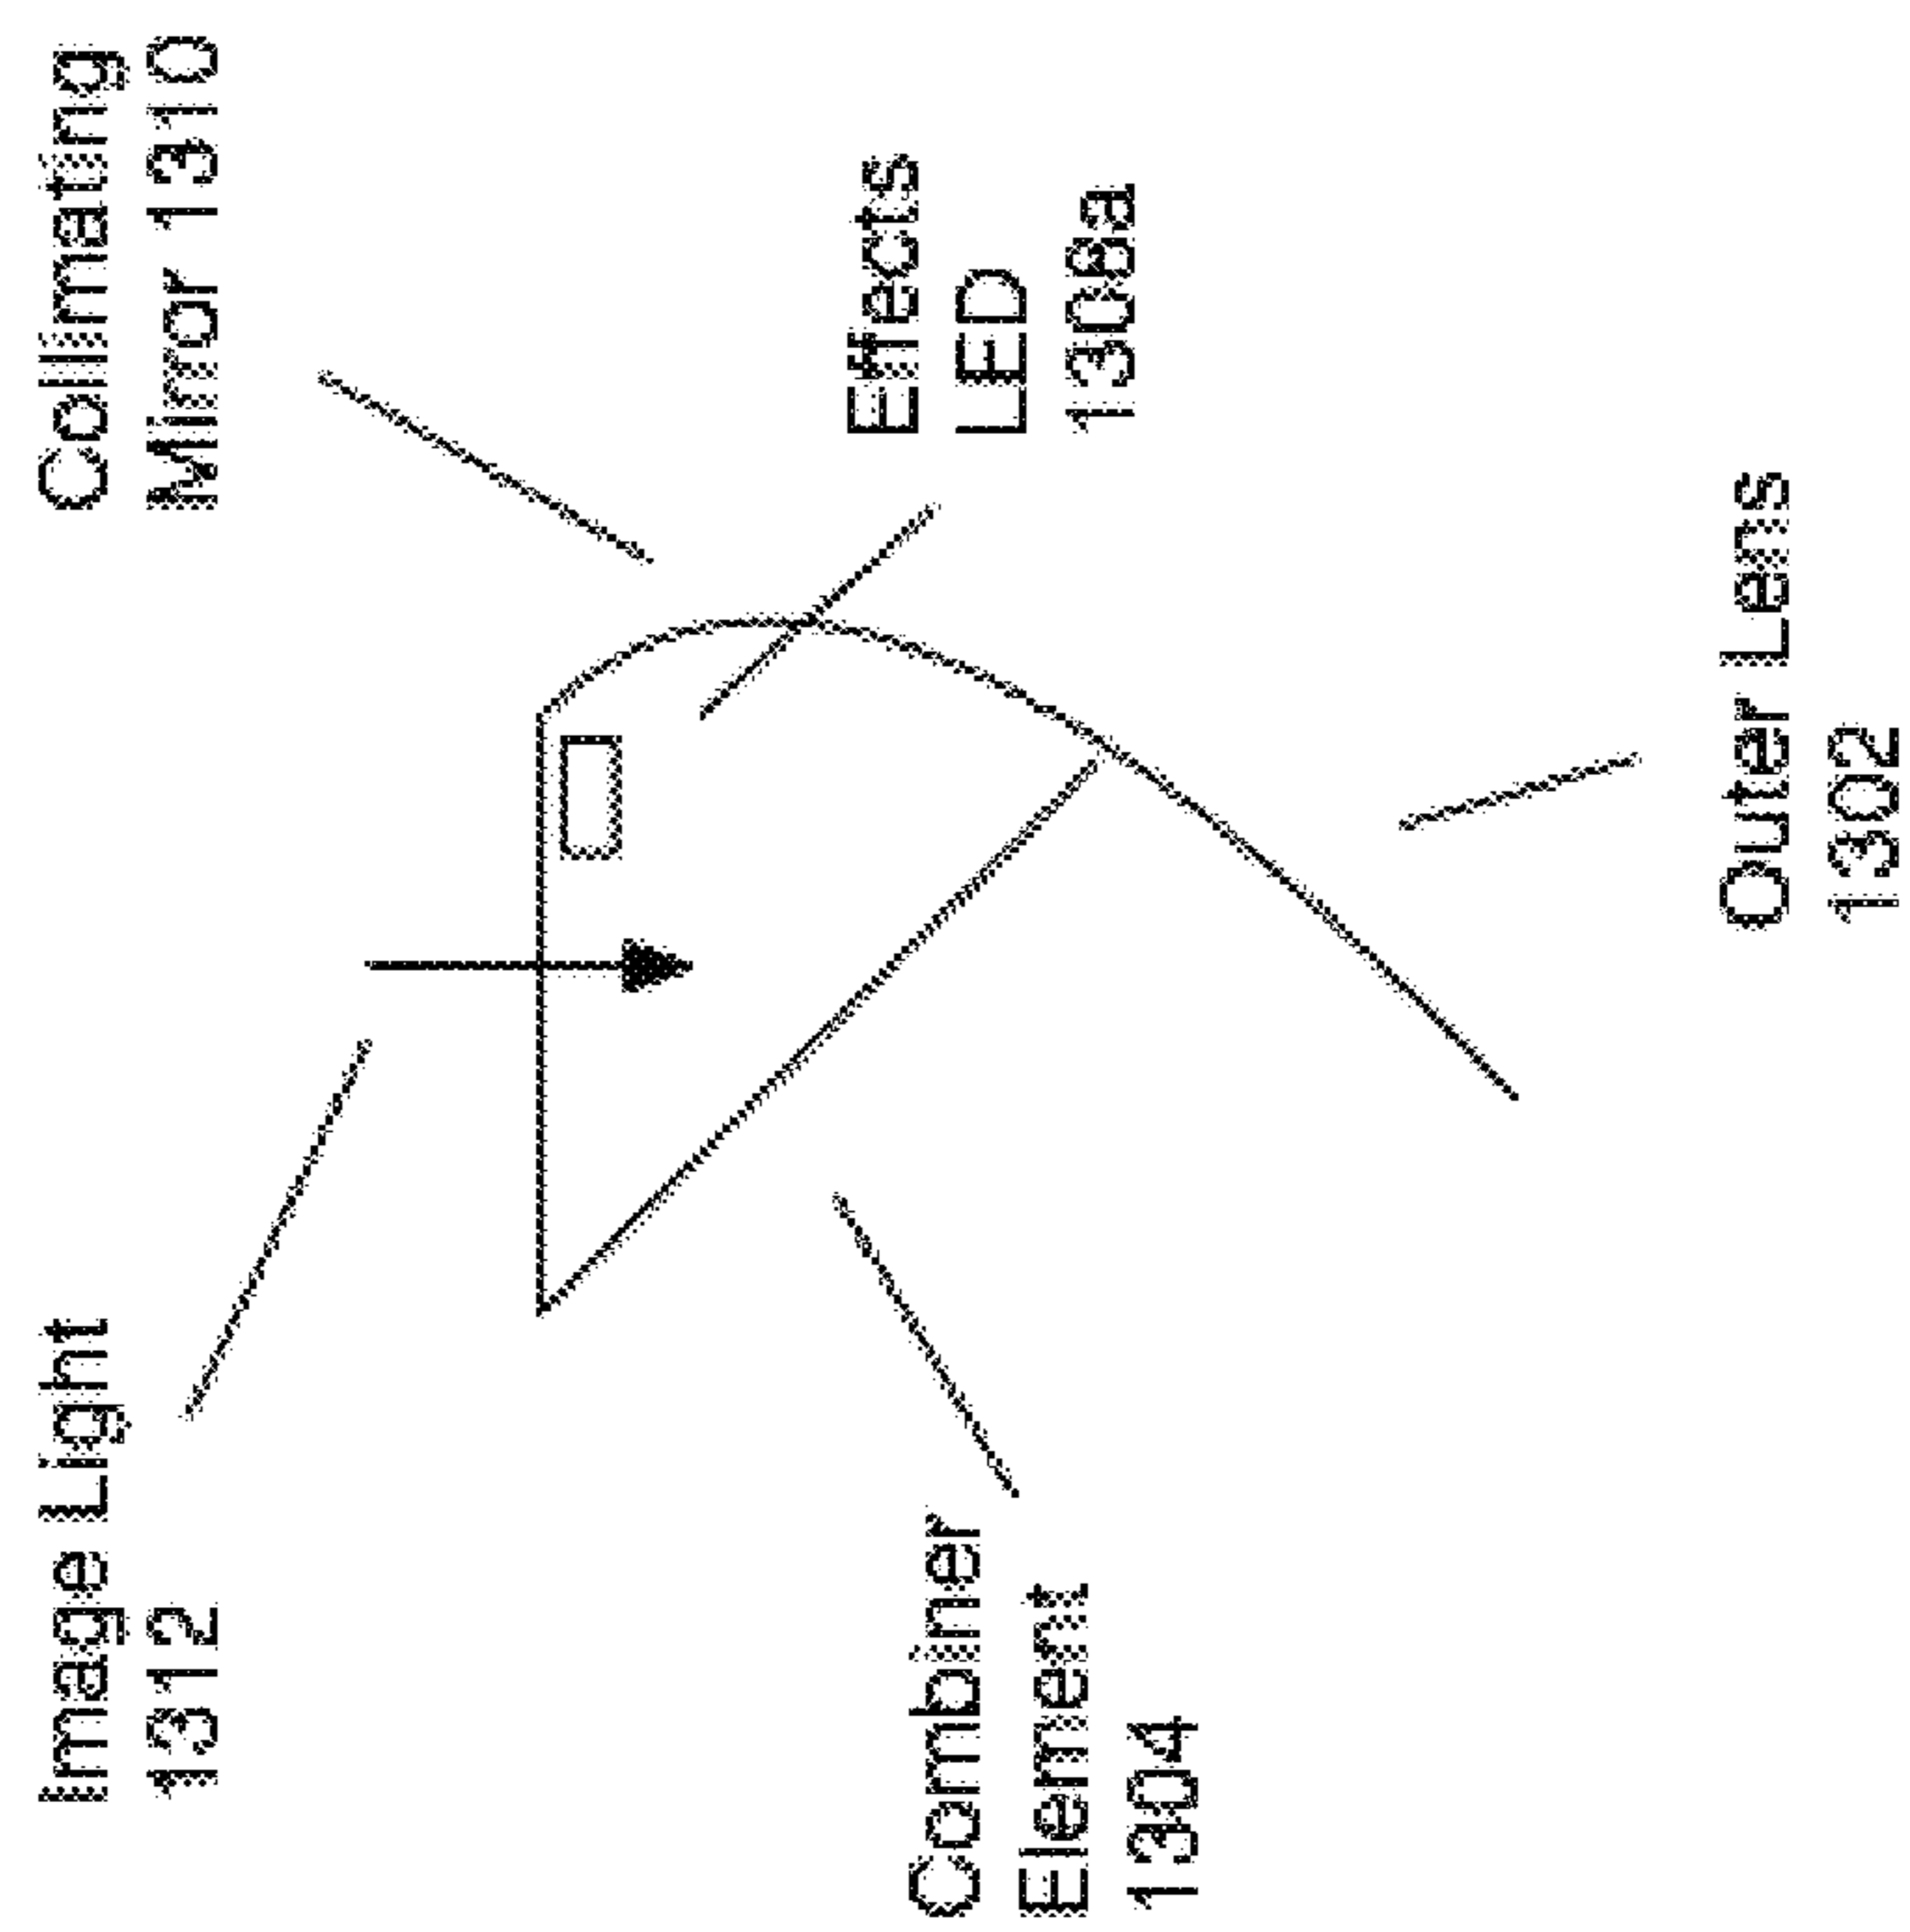 Image Light
1312
Collimating
Mirror 1310
Combiner
Element
1304
Effects
LED
1308a
Outer Lens
1302